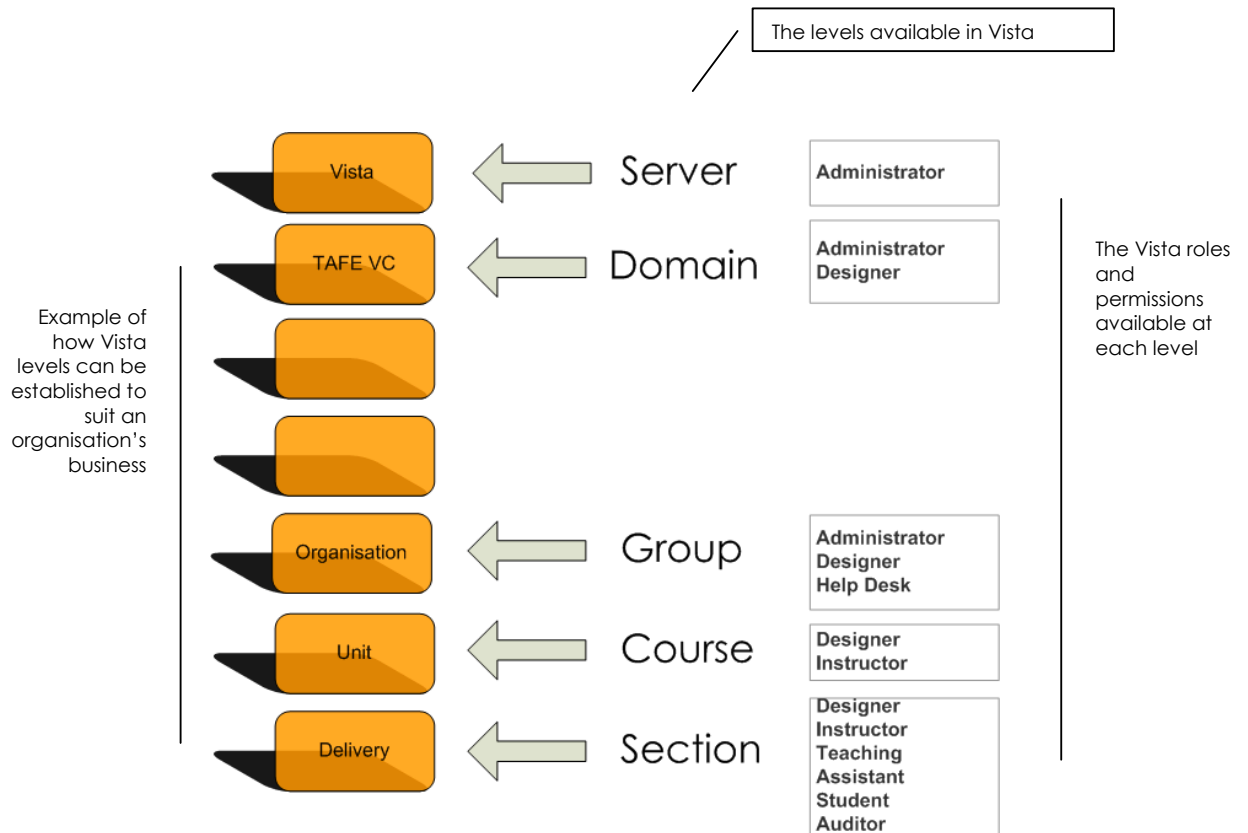 The levels available in Vista
Vista
Server
Administrator
TAFE VC
Domain
Administrator
Designer
Example of
how Vista
levels can be
established to
suit an
organisation’s
business
The Vista roles
and
permissions
available at
each level
Organisation
Group
Administrator
Designer
Help Desk
Unit
Course
Designer
Instructor
Delivery
Section
Designer
Instructor
Teaching
Assistant
Student
Auditor